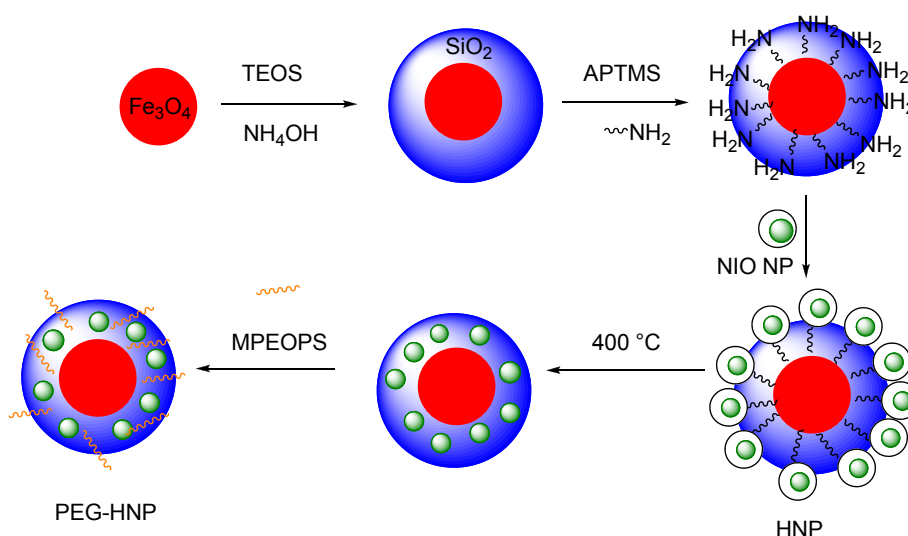 Fe₃O₄
TEOS
NH₄OH
SiO₂
APTMS
NH₂
H₂N
NH₂
NH₂
H₂N
NH₂
H₂N
NH₂
H₂N
NH₂
H₂N
NH₂
NIO NP
400 °C
HNP
MPEOPS
PEG-HNP